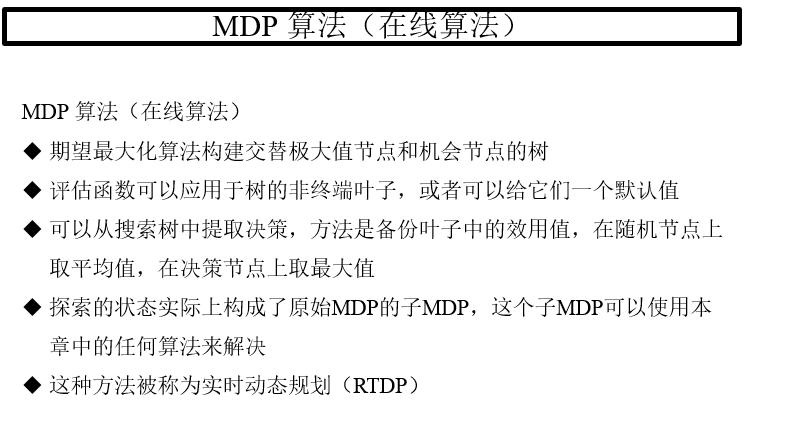 MDP 算法（在线算法）
MDP 算法（在线算法）
◆ 期望最大化算法构建交替极大值节点和机会节点的树
◆ 评估函数可以应用于树的非终端叶子，或者可以给它们一个默认值
◆ 可以从搜索树中提取决策，方法是备份叶子中的效用值，在随机节点上
取平均值，在决策节点上取最大值
◆ 探索的状态实际上构成了原始MDP的子MDP，这个子MDP可以使用本
章中的任何算法来解决
◆ 这种方法被称为实时动态规划（RTDP）